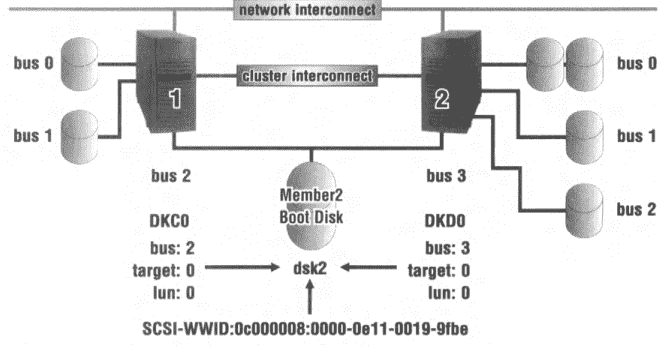 network interconnect
bus 0
cluster interconnect
bus 0
1
2
bus 1
bus 1
bus 2
bus 3
Member2
Boot Disk
bus 2
DKC0
DKD0
bus: 2
bus: 3
target: 0
dsk2
target: 0
lun: 0
lun: 0
SCSI-WWID:0c000008:0000-0e11-0019-9fbe